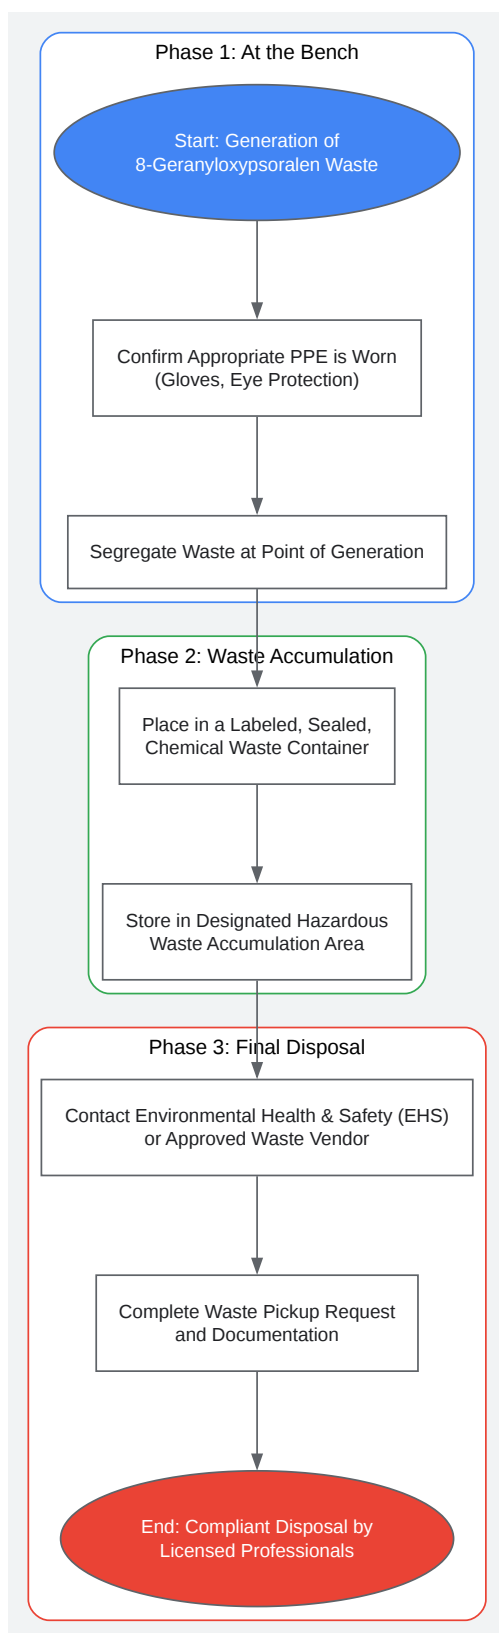 Phase 1: At the Bench
Start: Generation of
8-Geranyloxypsoralen Waste
Confirm Appropriate PPE is Worn
(Gloves, Eye Protection)
Segregate Waste at Point of Generation
Phase 2: Waste Accumulation
Place in a Labeled, Sealed,
Chemical Waste Container
Store in Designated Hazardous
Waste Accumulation Area
Phase 3: Final Disposal
Contact Environmental Health & Safety (EHS)
or Approved Waste Vendor
Complete Waste Pickup Request
and Documentation
End: Compliant Disposal by
Licensed Professionals